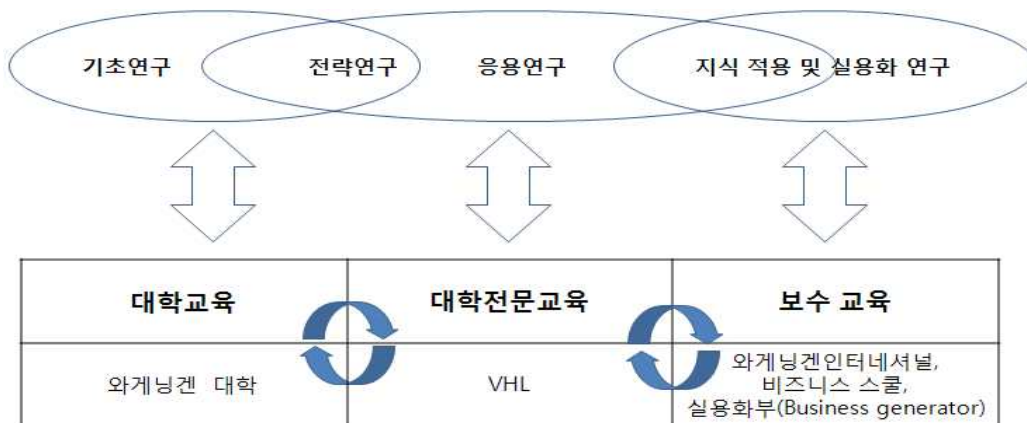 기초연구 전략연구 응용연구 지식 적용 및 실용화 연구
대학교육 대학전문교육 보수 교육
와게닝겐 대학 VHL 와게닝겐인터네셔널,
비즈니스 스쿨,
실용화부(Business generator)